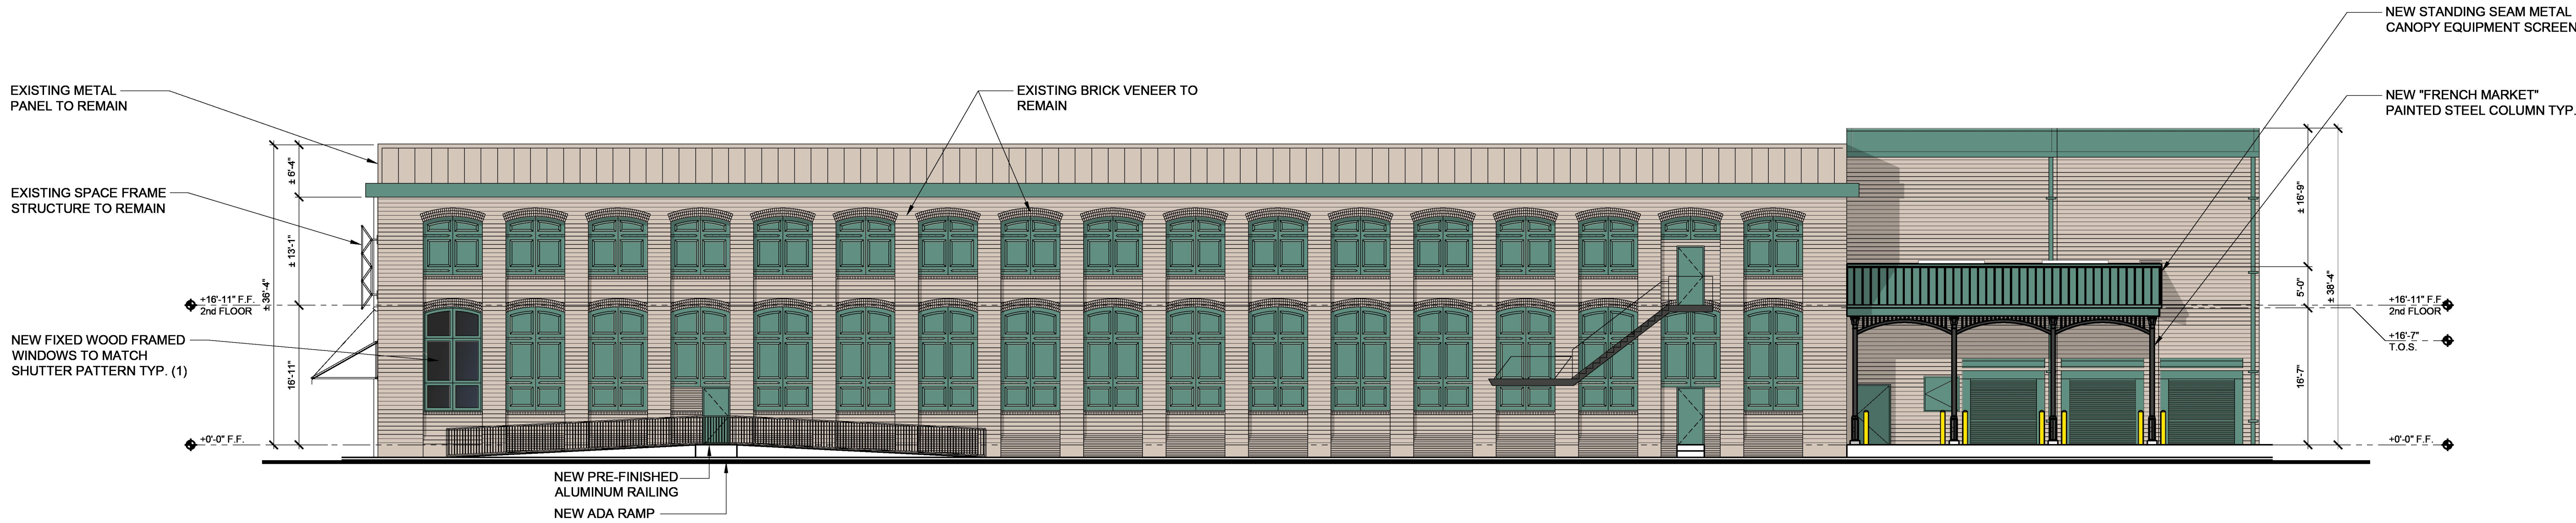 NEW STANDING SEAM METAL
CANOPY EQUIPMENT SCREEN
EXISTING METAL
PANEL TO REMAIN
EXISTING BRICK VENEER TO
REMAIN
NEW "FRENCH MARKET"
PAINTED STEEL COLUMN TYP.
EXISTING SPACE FRAME
STRUCTURE TO REMAIN
± 6'-4"
± 13'-1"
± 36'-4"
16'-11"
+16'-11" F.F.
2nd FLOOR
NEW FIXED WOOD FRAMED
WINDOWS TO MATCH
SHUTTER PATTERN TYP. (1)
+0'-0" F.F.
± 16'-9"
5'-0"
± 38'-4"
16'-7"
+16'-11" F.F.
2nd FLOOR
+16'-7"
T.O.S.
+0'-0" F.F.
NEW PRE-FINISHED
ALUMINUM RAILING
NEW ADA RAMP